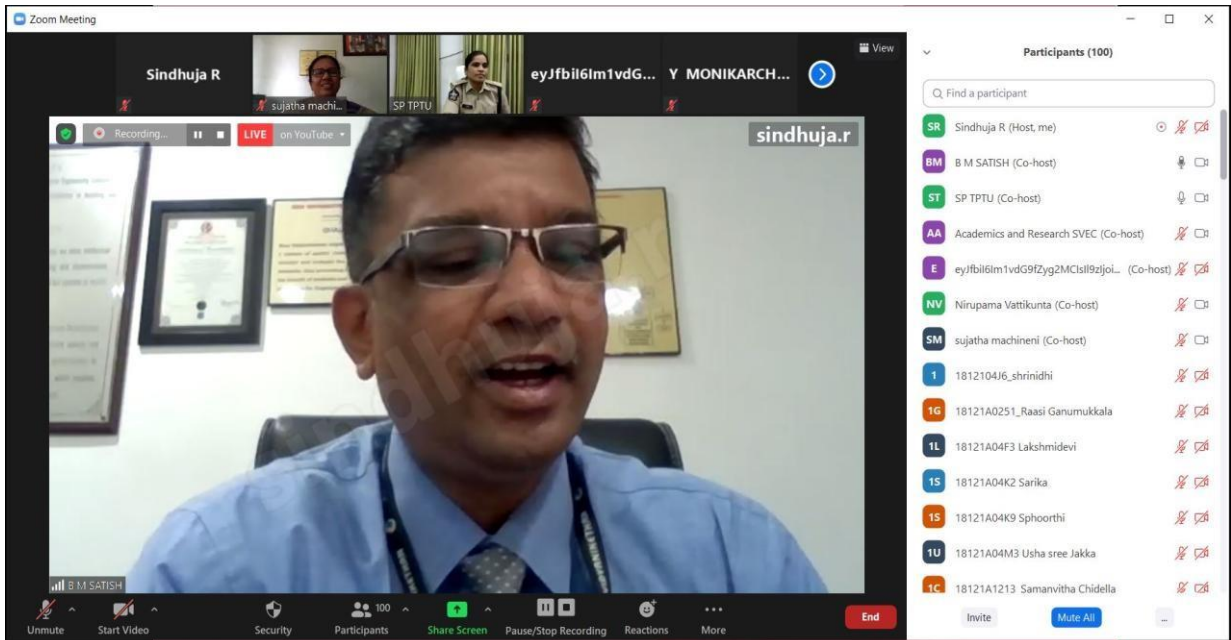 Zoom Meeting
Sindhuja R
sujatha machi...
SP TPTU
eyJfbil6Im1vdG...
Y MONIKARCH...
View
Recording...
LIVE on YouTube
sindhuja.r
sindhuja.r
B M SATISH
Unmute
Start Video
Security
Participants
100
Share Screen
Pause/Stop Recording
Reactions
More
End
Participants (100)
Find a participant
SR Sindhuja R (Host, me)
BM B M SATISH (Co-host)
ST SP TPTU (Co-host)
AA Academics and Research SVEC (Co-host)
E eyJfbil6Im1vdG9fZyg2MCIsIl9zIjoi... (Co-host)
NV Nirupama Vattikunta (Co-host)
SM sujatha machineni (Co-host)
1 1812104J6_shrinidhi
1G 18121A0251_Raasi Ganumukkala
1L 18121A04F3 Lakshmidevi
1S 18121A04K2 Sarika
1S 18121A04K9 Sphoorthi
1U 18121A04M3 Usha sree Jakka
1C 18121A1213 Samanvitha Chidella
Invite
Mute All
...